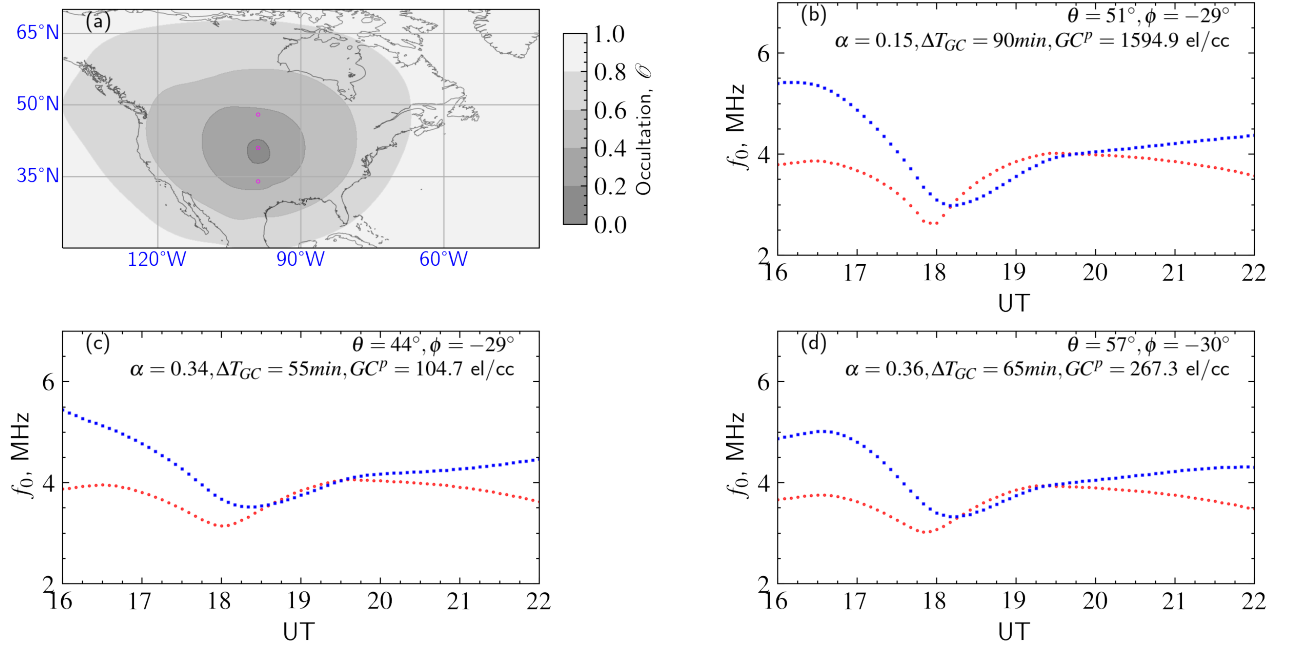 (a)
65°N
50°N
35°N
120°W 90°W 60°W
1.0
0.8
0.6
0.4
0.2
0.0
Occultation, 𝒪
(b)
θ = 51°, ϕ = −29°
α = 0.15, ΔT_GC = 90min, GC^p = 1594.9 el/cc
6
4
2
f₀, MHz
16 17 18 19 20 21 22
UT
(c)
θ = 44°, ϕ = −29°
α = 0.34, ΔT_GC = 55min, GC^p = 104.7 el/cc
6
4
2
f₀, MHz
16 17 18 19 20 21 22
UT
(d)
θ = 57°, ϕ = −30°
α = 0.36, ΔT_GC = 65min, GC^p = 267.3 el/cc
6
4
2
f₀, MHz
16 17 18 19 20 21 22
UT